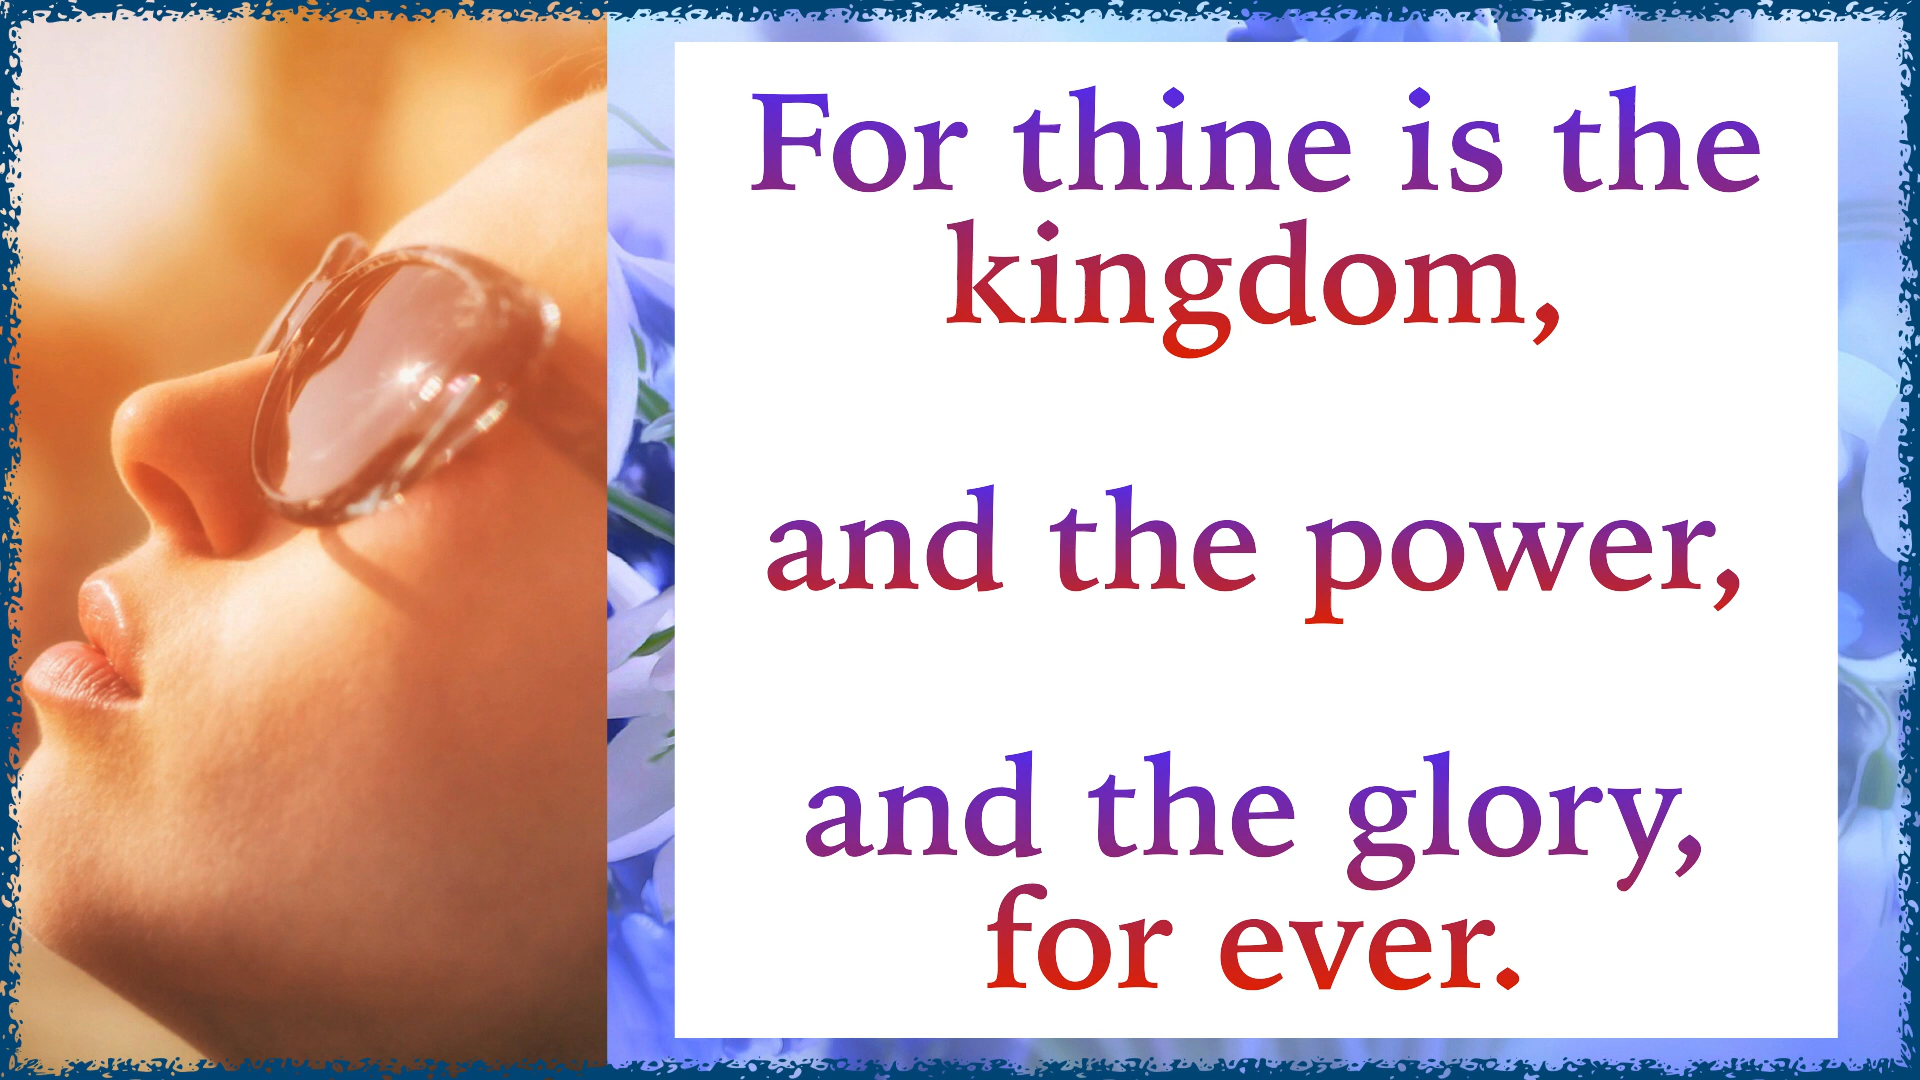 For thine is the
kingdom,
and the power,
and the glory,
for ever.